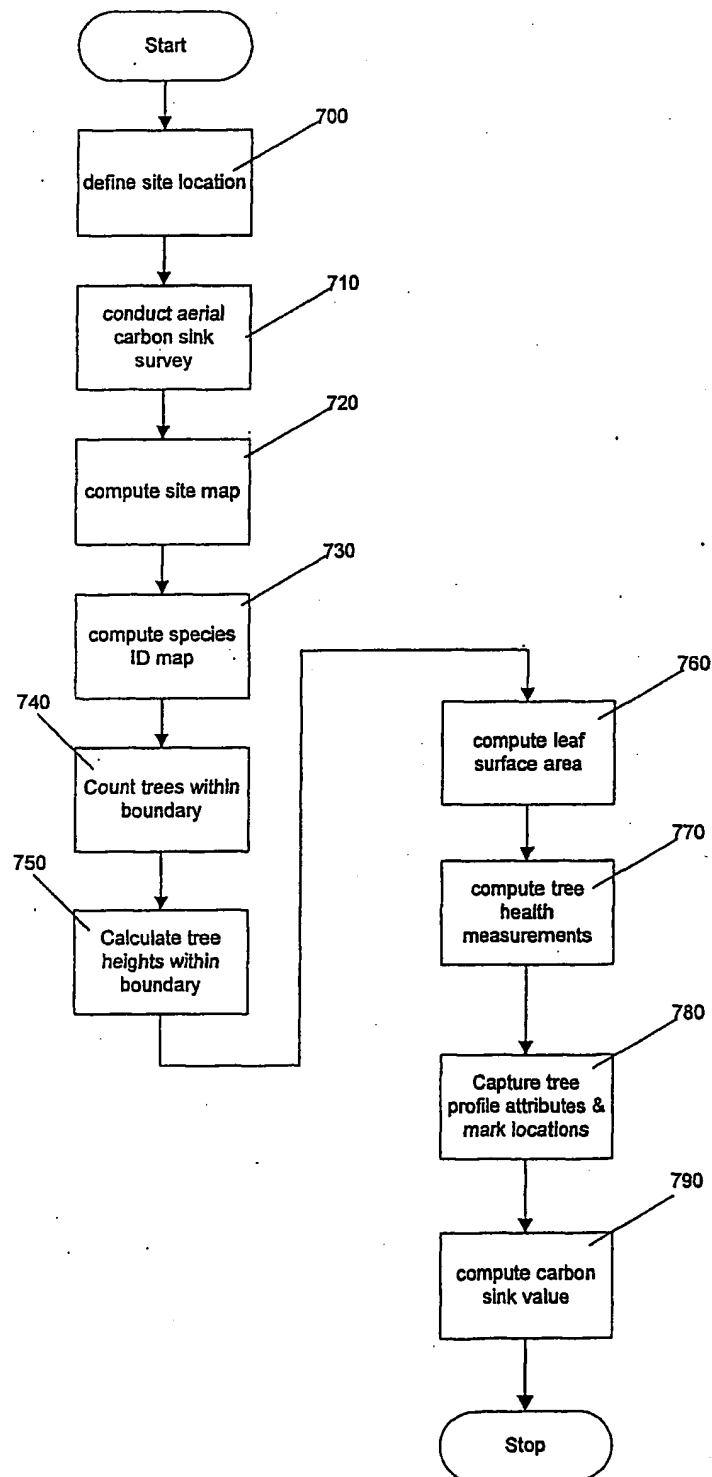 Start
700
define site location
710
conduct aerial
carbon sink
survey
720
compute site map
730
compute species
ID map
740
Count trees within
boundary
750
Calculate tree
heights within
boundary
760
compute leaf
surface area
770
compute tree
health
measurements
780
Capture tree
profile attributes &
mark locations
790
compute carbon
sink value
Stop